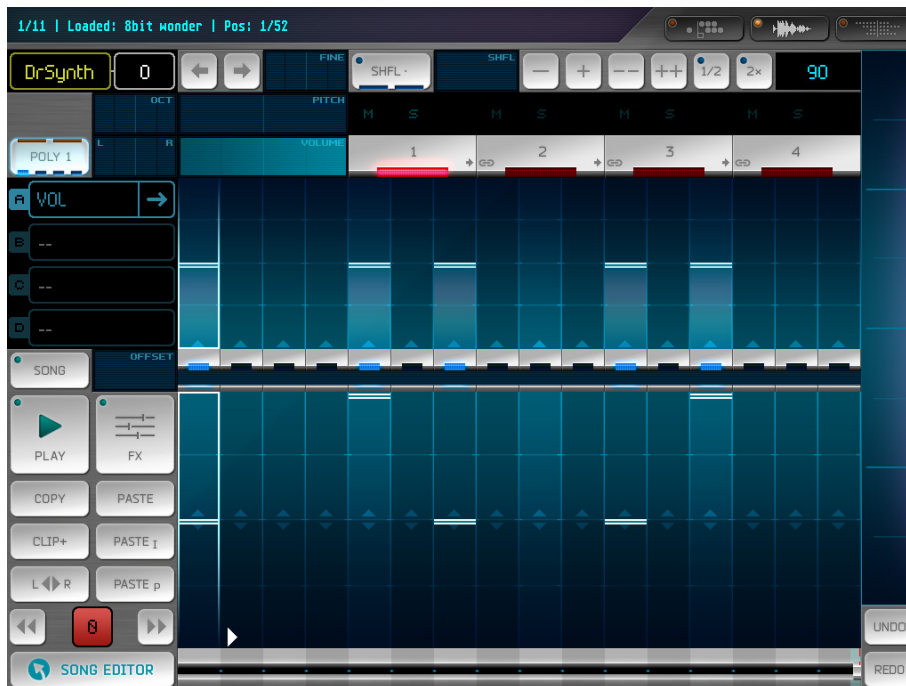 1/11 | Loaded: 8bit wonder | Pos: 1/52
DrSynth 0 FINE SHFL · SHFL — + -- ++ 1/2 2× 90
OCT PITCH M S M S M S M S
POLY 1 L R VOLUME 1 2 3 4
A VOL
B --
C --
D --
SONG OFFSET
PLAY FX
COPY PASTE
CLIP+ PASTE I
L R PASTE p
0 UNDO
SONG EDITOR REDO